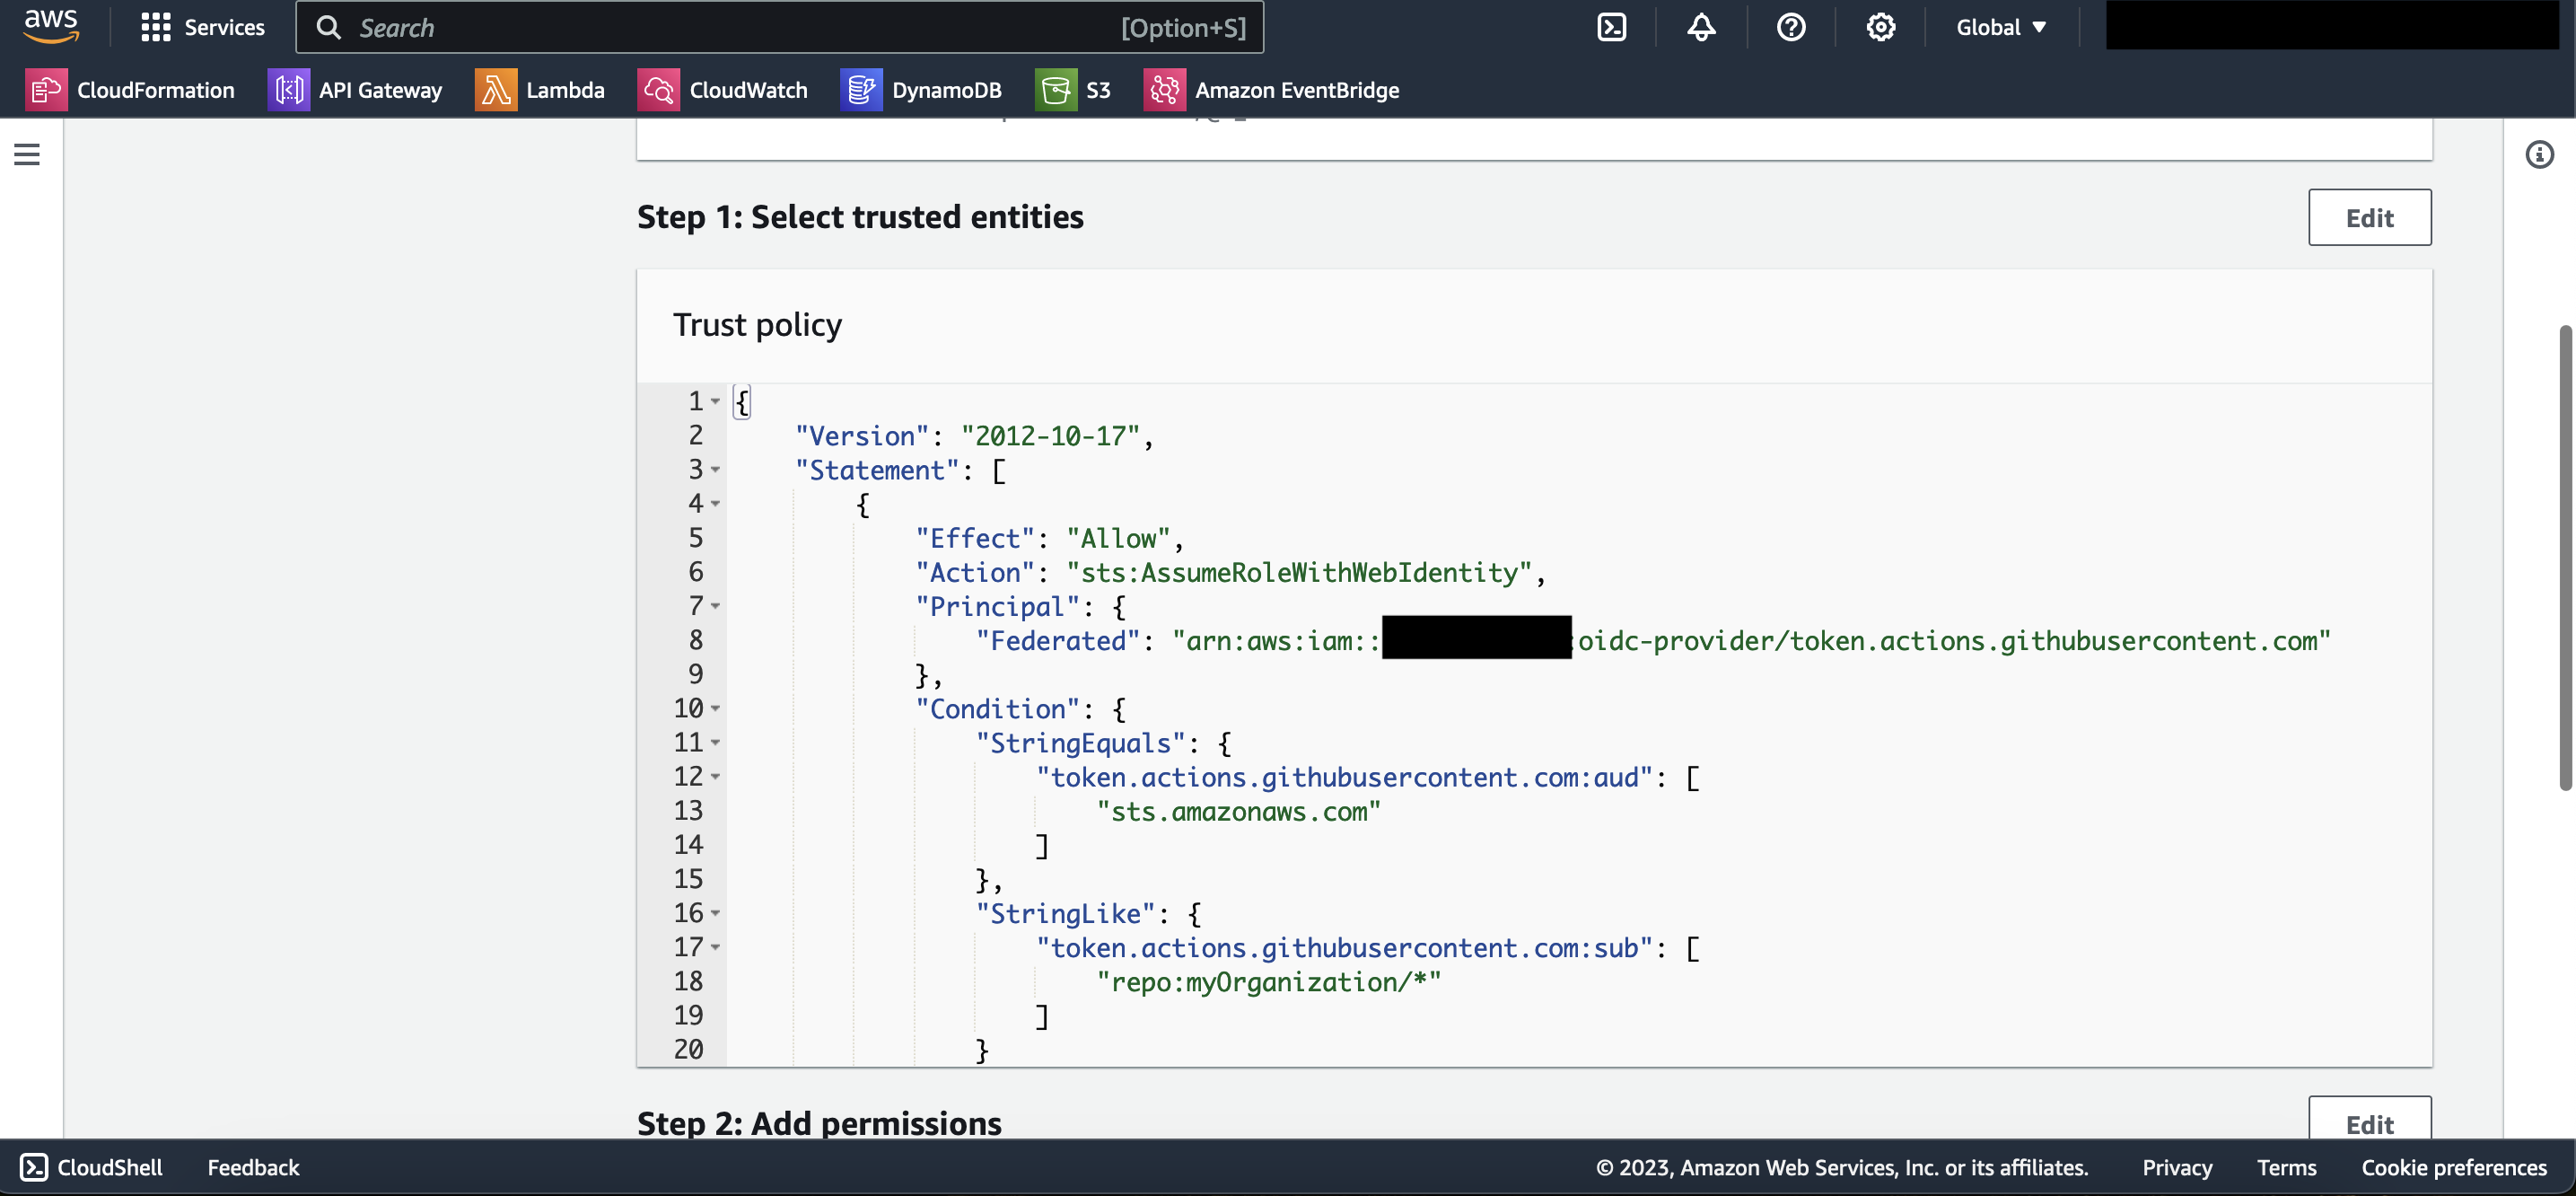 aws Services Search [Option+S] Global
CloudFormation API Gateway Lambda CloudWatch DynamoDB S3 Amazon EventBridge
Step 1: Select trusted entities Edit
Trust policy
1 {
2 "Version": "2012-10-17",
3 "Statement": [
4 {
5 "Effect": "Allow",
6 "Action": "sts:AssumeRoleWithWebIdentity",
7 "Principal": {
8 "Federated": "arn:aws:iam:: :oidc-provider/token.actions.githubusercontent.com"
9 },
10 "Condition": {
11 "StringEquals": {
12 "token.actions.githubusercontent.com:aud": [
13 "sts.amazonaws.com"
14 ]
15 },
16 "StringLike": {
17 "token.actions.githubusercontent.com:sub": [
18 "repo:myOrganization/*"
19 ]
20 }
Step 2: Add permissions Edit
CloudShell Feedback © 2023, Amazon Web Services, Inc. or its affiliates. Privacy Terms Cookie preferences